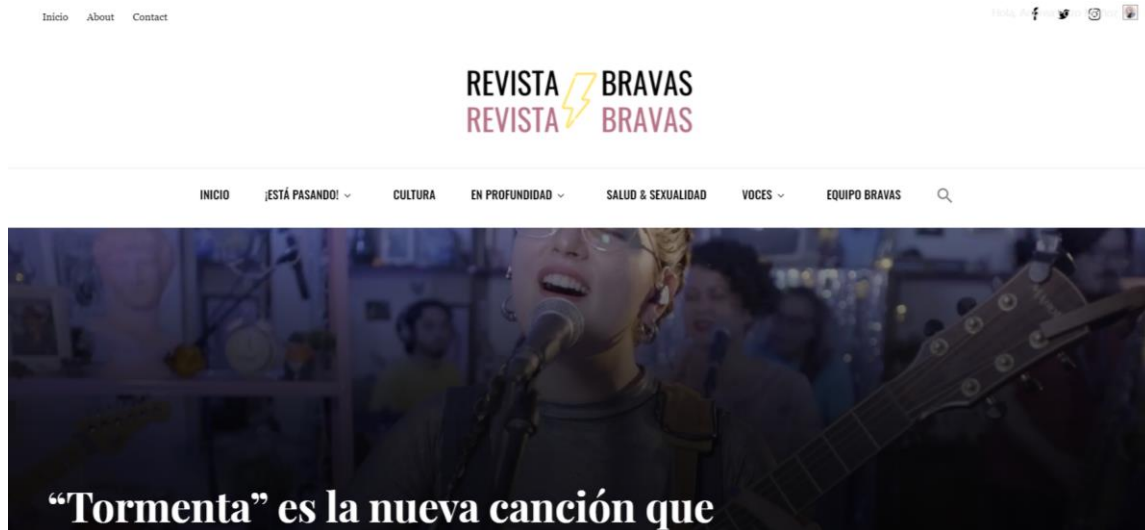 Inicio About Contact
Hola,
REVISTA BRAVAS
REVISTA BRAVAS
INICIO ¡ESTÁ PASANDO! CULTURA EN PROFUNDIDAD SALUD & SEXUALIDAD VOCES EQUIPO BRAVAS
“Tormenta” es la nueva canción que